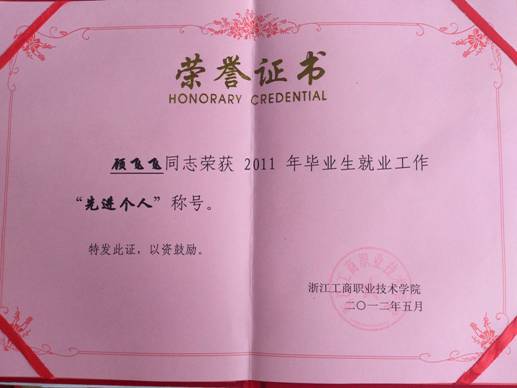 荣誉证书
HONORARY CREDENTIAL
顾飞飞同志荣获 2011 年毕业生就业工作
“先进个人”称号。
特发此证，以资鼓励。
浙江工商职业技术学院
二〇一二年五月